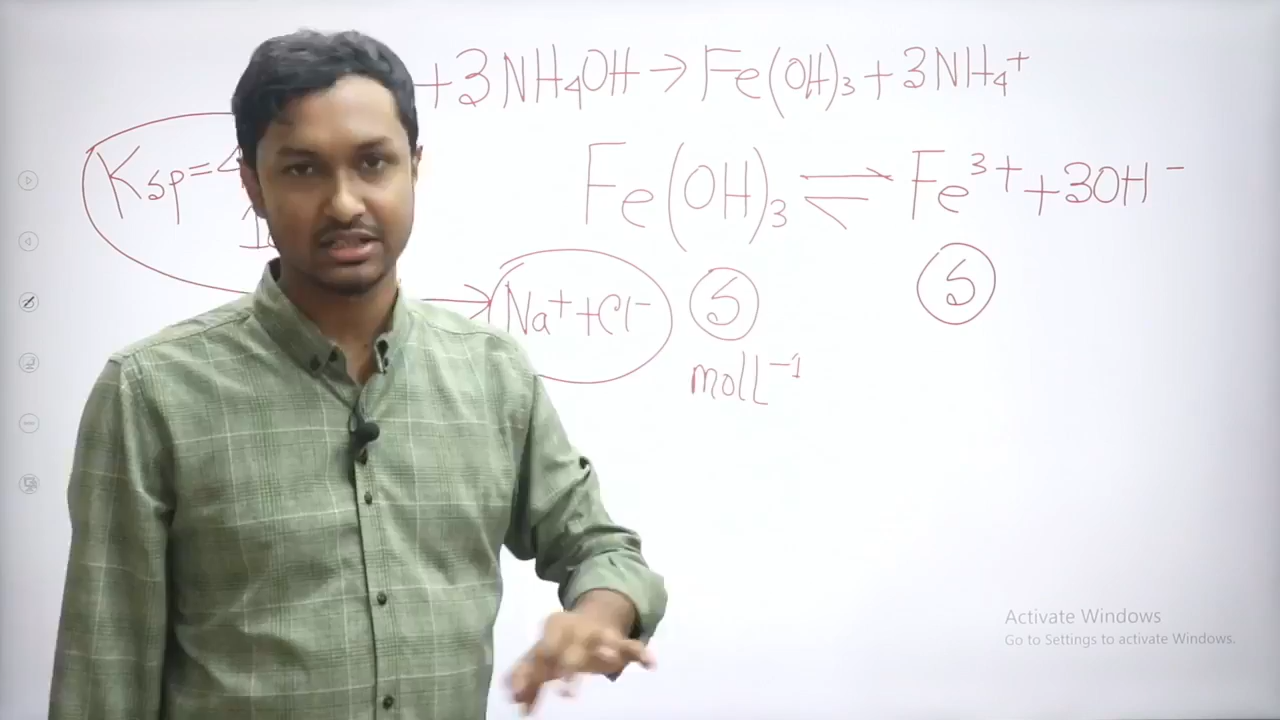 +3NH₄OH → Fe(OH)₃ + 3NH₄⁺
Ksp=4
Fe(OH)₃ ⇌ Fe³⁺ + 3OH⁻
→ Na⁺+Cl⁻ S S
moll⁻¹
Activate Windows
Go to Settings to activate Windows.